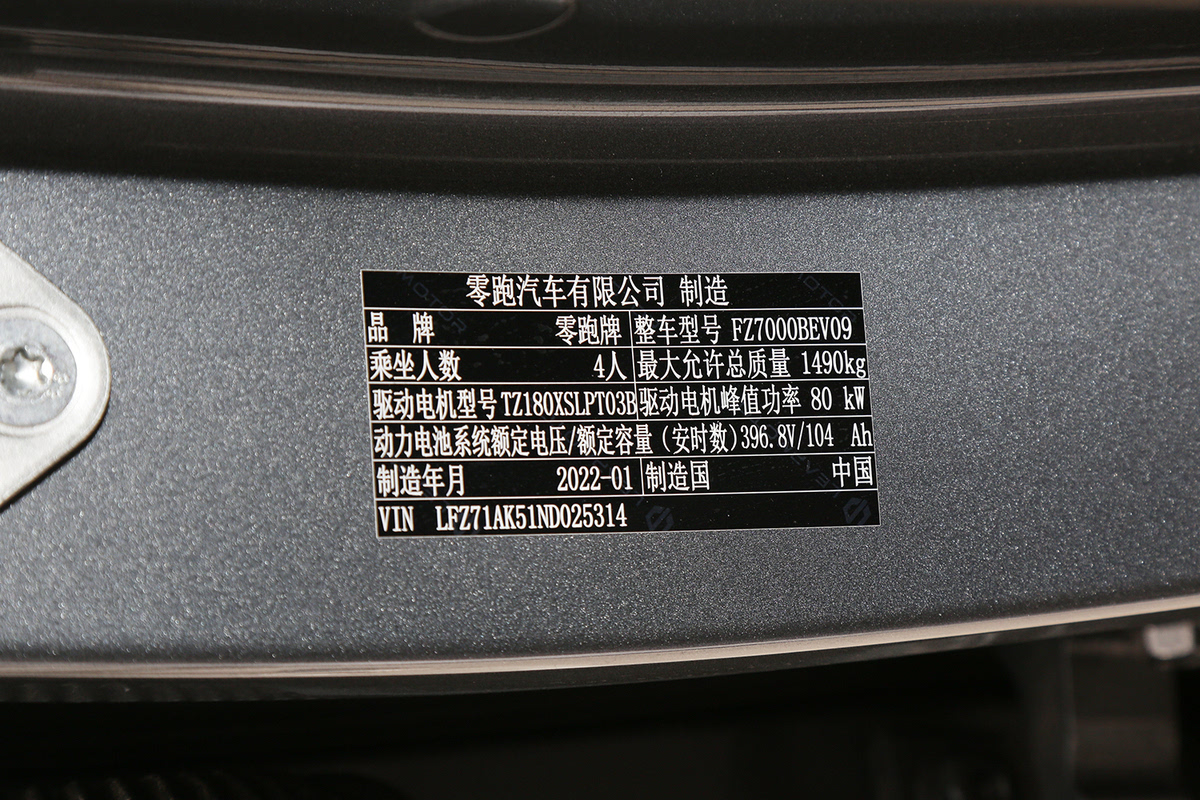 零跑汽车有限公司 制造
品 牌 零跑牌 整车型号 FZ7000BEV09
乘坐人数 4人 最大允许总质量 1490kg
驱动电机型号 TZ180XSLPT03B 驱动电机峰值功率 80 kW
动力电池系统额定电压/额定容量(安时数)396.8V/104 Ah
制造年月 2022-01 制造国 中国
VIN LFZ71AK51ND025314